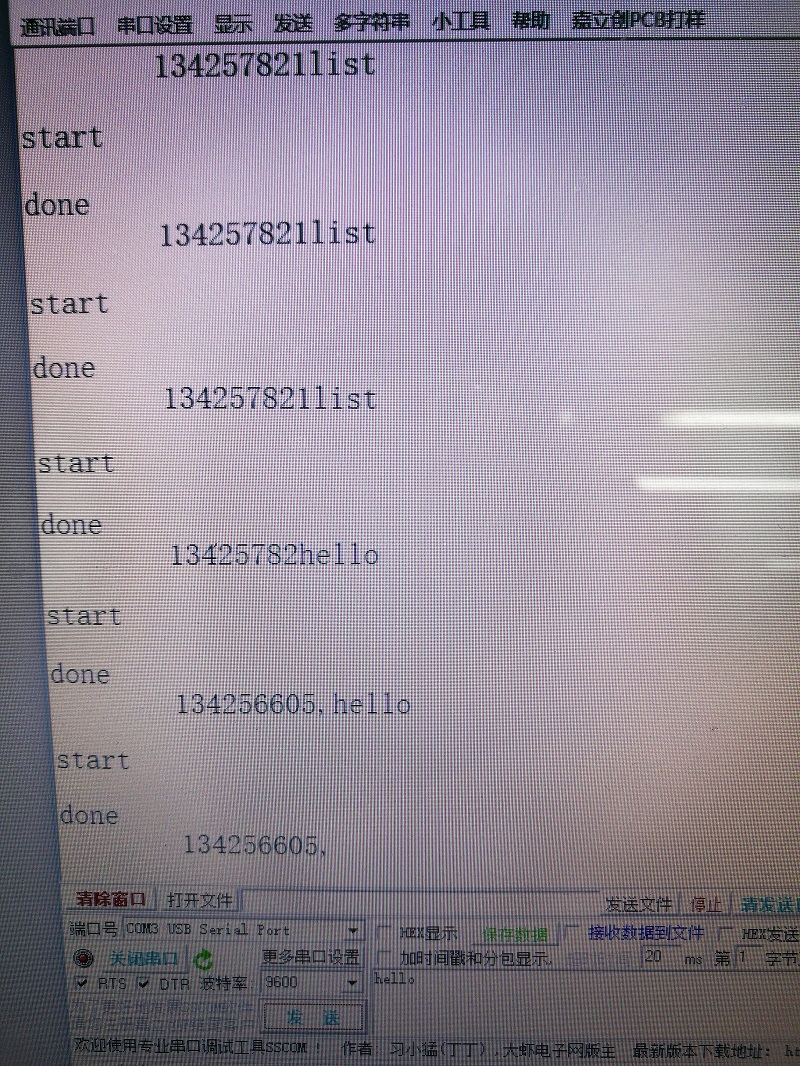 通讯端口 串口设置 显示 发送 多字符串 小工具 帮助 嘉立创PCB打样
134257821list
start
done
134257821list
start
done
134257821list
start
done
13425782hello
start
done
134256605,hello
start
done
134256605,
清除窗口 打开文件 发送文件 停止 清发送
端口号 COM3 USB Serial Port HEX显示 保存数据 接收数据到文件 HEX发送
关闭串口 更多串口设置 加时间戳和分包显示, 20 ms 第 1 字节
RTS DTR 波特率: 9600 hello
发 送
欢迎使用专业串口调试工具SSCOM ! 作者: 习小猛(丁丁),大虾电子网版主 最新版本下载地址: ht